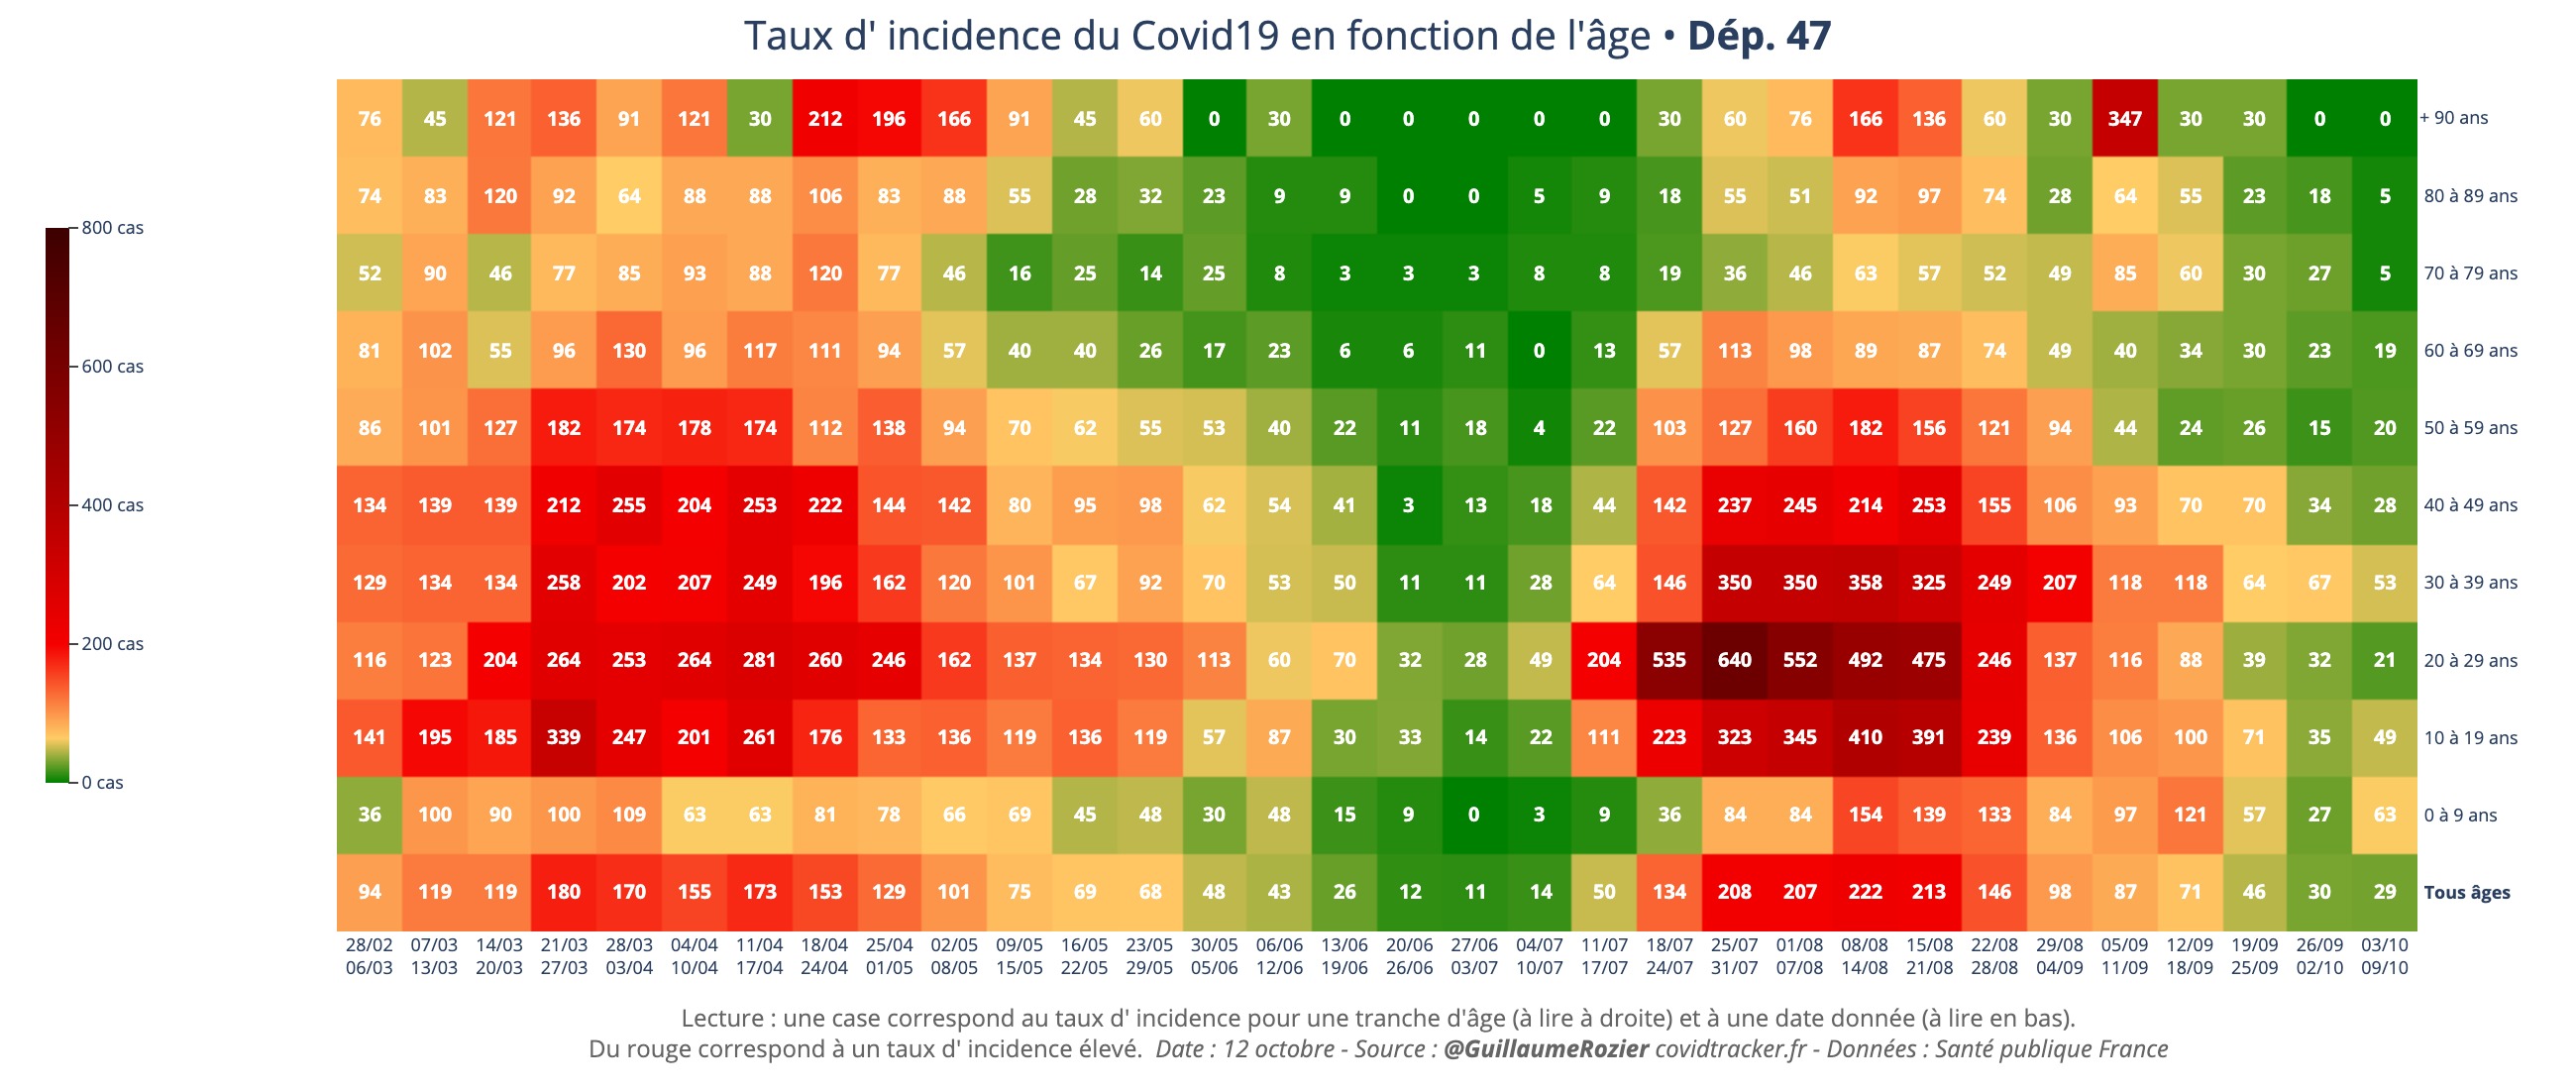 Taux d' incidence du Covid19 en fonction de l'âge • Dép. 47
76 45 121 136 91 121 30 212 196 166 91 45 60 0 30 0 0 0 0 0 30 60 76 166 136 60 30 347 30 30 0 0 + 90 ans
74 83 120 92 64 88 88 106 83 88 55 28 32 23 9 9 0 0 5 9 18 55 51 92 97 74 28 64 55 23 18 5 80 à 89 ans
800 cas
52 90 46 77 85 93 88 120 77 46 16 25 14 25 8 3 3 3 8 8 19 36 46 63 57 52 49 85 60 30 27 5 70 à 79 ans
81 102 55 96 130 96 117 111 94 57 40 40 26 17 23 6 6 11 0 13 57 113 98 89 87 74 49 40 34 30 23 19 60 à 69 ans
600 cas
86 101 127 182 174 178 174 112 138 94 70 62 55 53 40 22 11 18 4 22 103 127 160 182 156 121 94 44 24 26 15 20 50 à 59 ans
400 cas
134 139 139 212 255 204 253 222 144 142 80 95 98 62 54 41 3 13 18 44 142 237 245 214 253 155 106 93 70 70 34 28 40 à 49 ans
129 134 134 258 202 207 249 196 162 120 101 67 92 70 53 50 11 11 28 64 146 350 350 358 325 249 207 118 118 64 67 53 30 à 39 ans
200 cas
116 123 204 264 253 264 281 260 246 162 137 134 130 113 60 70 32 28 49 204 535 640 552 492 475 246 137 116 88 39 32 21 20 à 29 ans
141 195 185 339 247 201 261 176 133 136 119 136 119 57 87 30 33 14 22 111 223 323 345 410 391 239 136 106 100 71 35 49 10 à 19 ans
0 cas
36 100 90 100 109 63 63 81 78 66 69 45 48 30 48 15 9 0 3 9 36 84 84 154 139 133 84 97 121 57 27 63 0 à 9 ans
94 119 119 180 170 155 173 153 129 101 75 69 68 48 43 26 12 11 14 50 134 208 207 222 213 146 98 87 71 46 30 29 Tous âges
28/02 07/03 14/03 21/03 28/03 04/04 11/04 18/04 25/04 02/05 09/05 16/05 23/05 30/05 06/06 13/06 20/06 27/06 04/07 11/07 18/07 25/07 01/08 08/08 15/08 22/08 29/08 05/09 12/09 19/09 26/09 03/10
06/03 13/03 20/03 27/03 03/04 10/04 17/04 24/04 01/05 08/05 15/05 22/05 29/05 05/06 12/06 19/06 26/06 03/07 10/07 17/07 24/07 31/07 07/08 14/08 21/08 28/08 04/09 11/09 18/09 25/09 02/10 09/10
Lecture : une case correspond au taux d' incidence pour une tranche d'âge (à lire à droite) et à une date donnée (à lire en bas).
Du rouge correspond à un taux d' incidence élevé. Date : 12 octobre - Source : @GuillaumeRozier covidtracker.fr - Données : Santé publique France